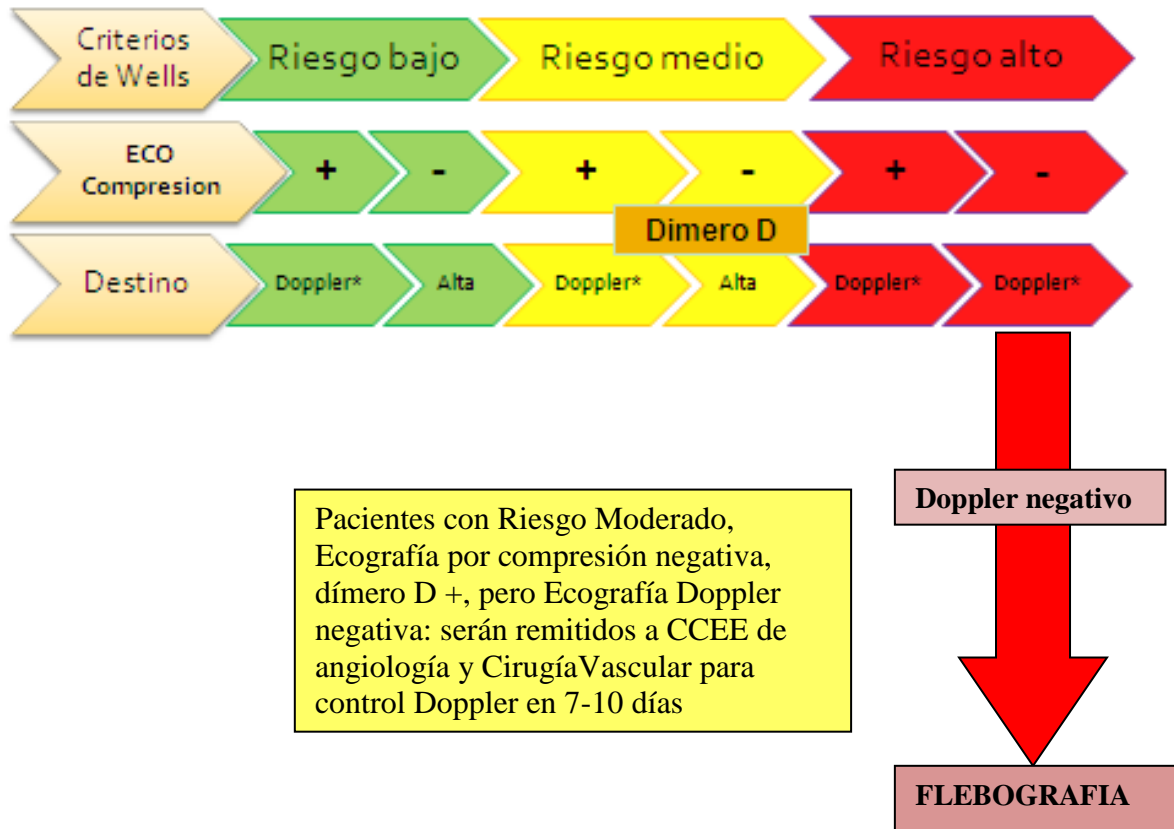 Criterios
de Wells
Riesgo bajo
Riesgo medio
Riesgo alto
ECO
Compresion
+
-
+
-
+
-
Dimero D
Destino
Doppler*
Alta
Doppler*
Alta
Doppler*
Doppler*
Doppler negativo
Pacientes con Riesgo Moderado,
Ecografía por compresión negativa,
dímero D +, pero Ecografía Doppler
negativa: serán remitidos a CCEE de
angiología y CirugíaVascular para
control Doppler en 7-10 días
FLEBOGRAFIA